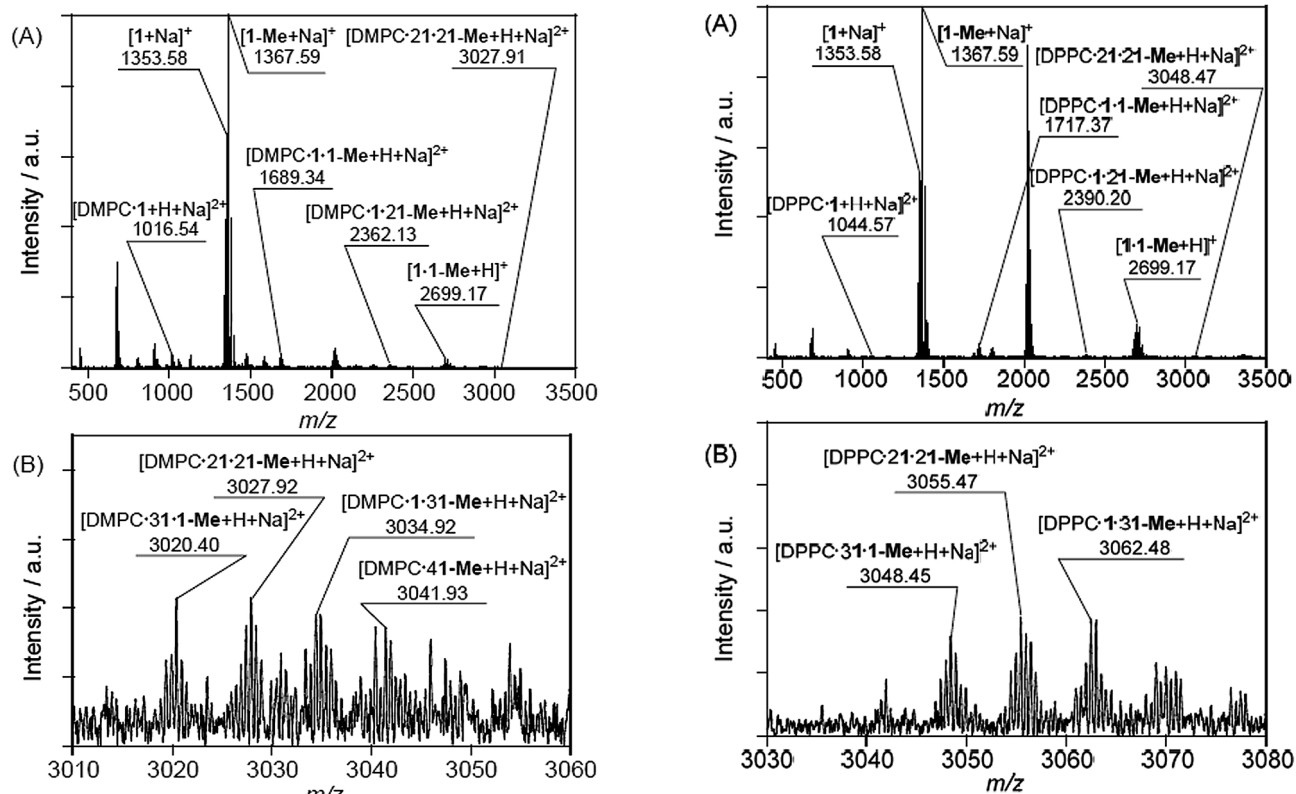 (A)
Intensity / a.u.
[1+Na]+
1353.58
[1-Me+Na]+
1367.59
[DMPC·21·21-Me+H+Na]2+
3027.91
[DMPC·1·1-Me+H+Na]2+
1689.34
[DMPC·1+H+Na]2+
1016.54
[DMPC·1·21-Me+H+Na]2+
2362.13
[1·1-Me+H]+
2699.17
500 1000 1500 2000 2500 3000 3500
m/z
(A)
Intensity / a.u.
[1+Na]+
1353.58
[1-Me+Na]+
1367.59
[DPPC·21·21-Me+H+Na]2+
3048.47
[DPPC·1·1-Me+H+Na]2+
1717.37
[DPPC·1·21-Me+H+Na]2+
2390.20
[DPPC·1+H+Na]2+
1044.57
[1·1-Me+H]+
2699.17
500 1000 1500 2000 2500 3000 3500
m/z
(B)
Intensity / a.u.
[DMPC·21·21-Me+H+Na]2+
3027.92
[DMPC·31·1-Me+H+Na]2+
3020.40
[DMPC·1·31-Me+H+Na]2+
3034.92
[DMPC·41-Me+H+Na]2+
3041.93
3010 3020 3030 3040 3050 3060
m/z
(B)
Intensity / a.u.
[DPPC·21·21-Me+H+Na]2+
3055.47
[DPPC·1·31-Me+H+Na]2+
3062.48
[DPPC·31·1-Me+H+Na]2+
3048.45
3030 3040 3050 3060 3070 3080
m/z